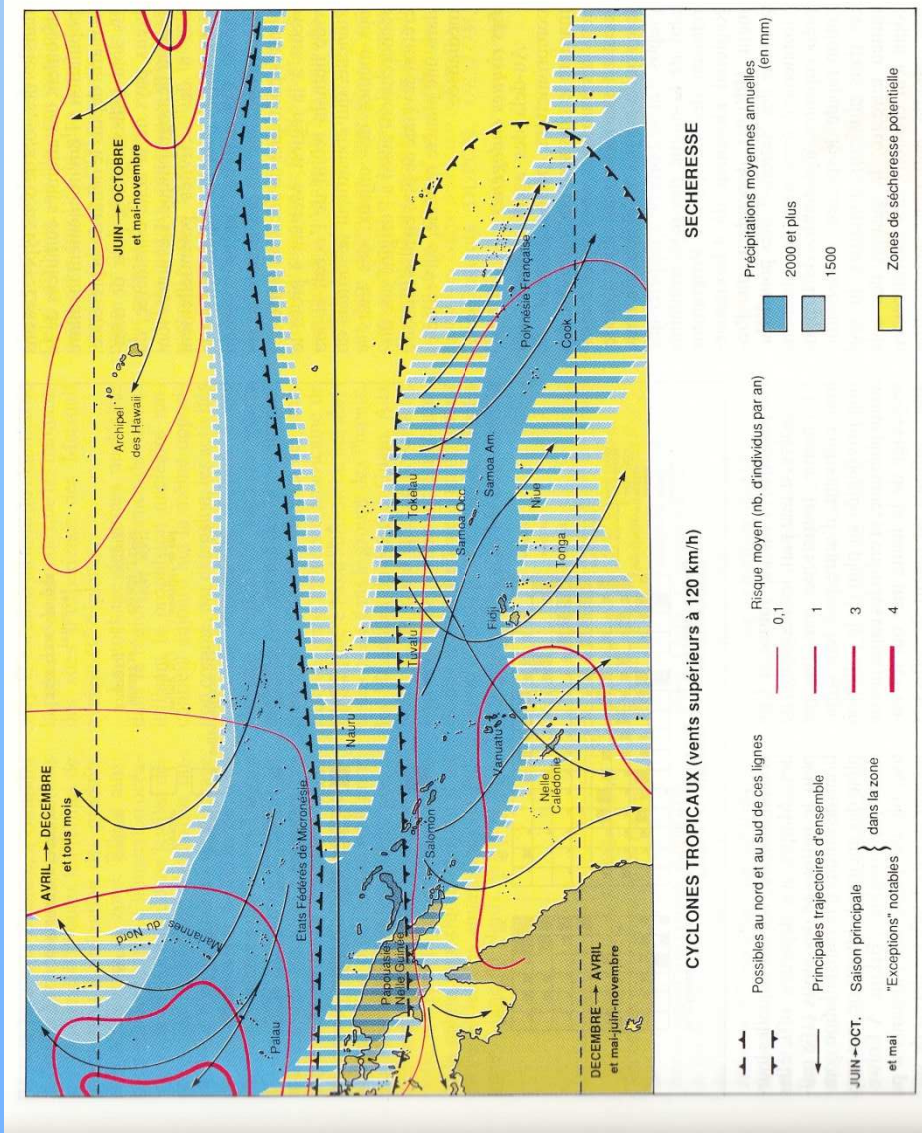 AVRIL → DECEMBRE
et tous mois
JUIN → OCTOBRE
et mai-novembre
Archipel
des Hawaii
Mariannes du Nord
Palau
Etats Fédérés de Micronésie
Nauru
Papouasie
Nelle Guinée
Salomon
Tuvalu
Tokelau
Samoa Occ.
Samoa Am.
Polynésie Française
Cook
Vanuatu
Fidji
Niue
Tonga
Nelle
Calédonie
DECEMBRE → AVRIL
et mai-juin-novembre
CYCLONES TROPICAUX (vents supérieurs à 120 km/h)
Possibles au nord et au sud de ces lignes
Principales trajectoires d'ensemble
JUIN → OCT. Saison principale
et mai "Exceptions" notables
dans la zone
Risque moyen (nb. d'individus par an)
0,1
1
3
4
SECHERESSE
Précipitations moyennes annuelles
(en mm)
2000 et plus
1500
Zones de sécheresse potentielle